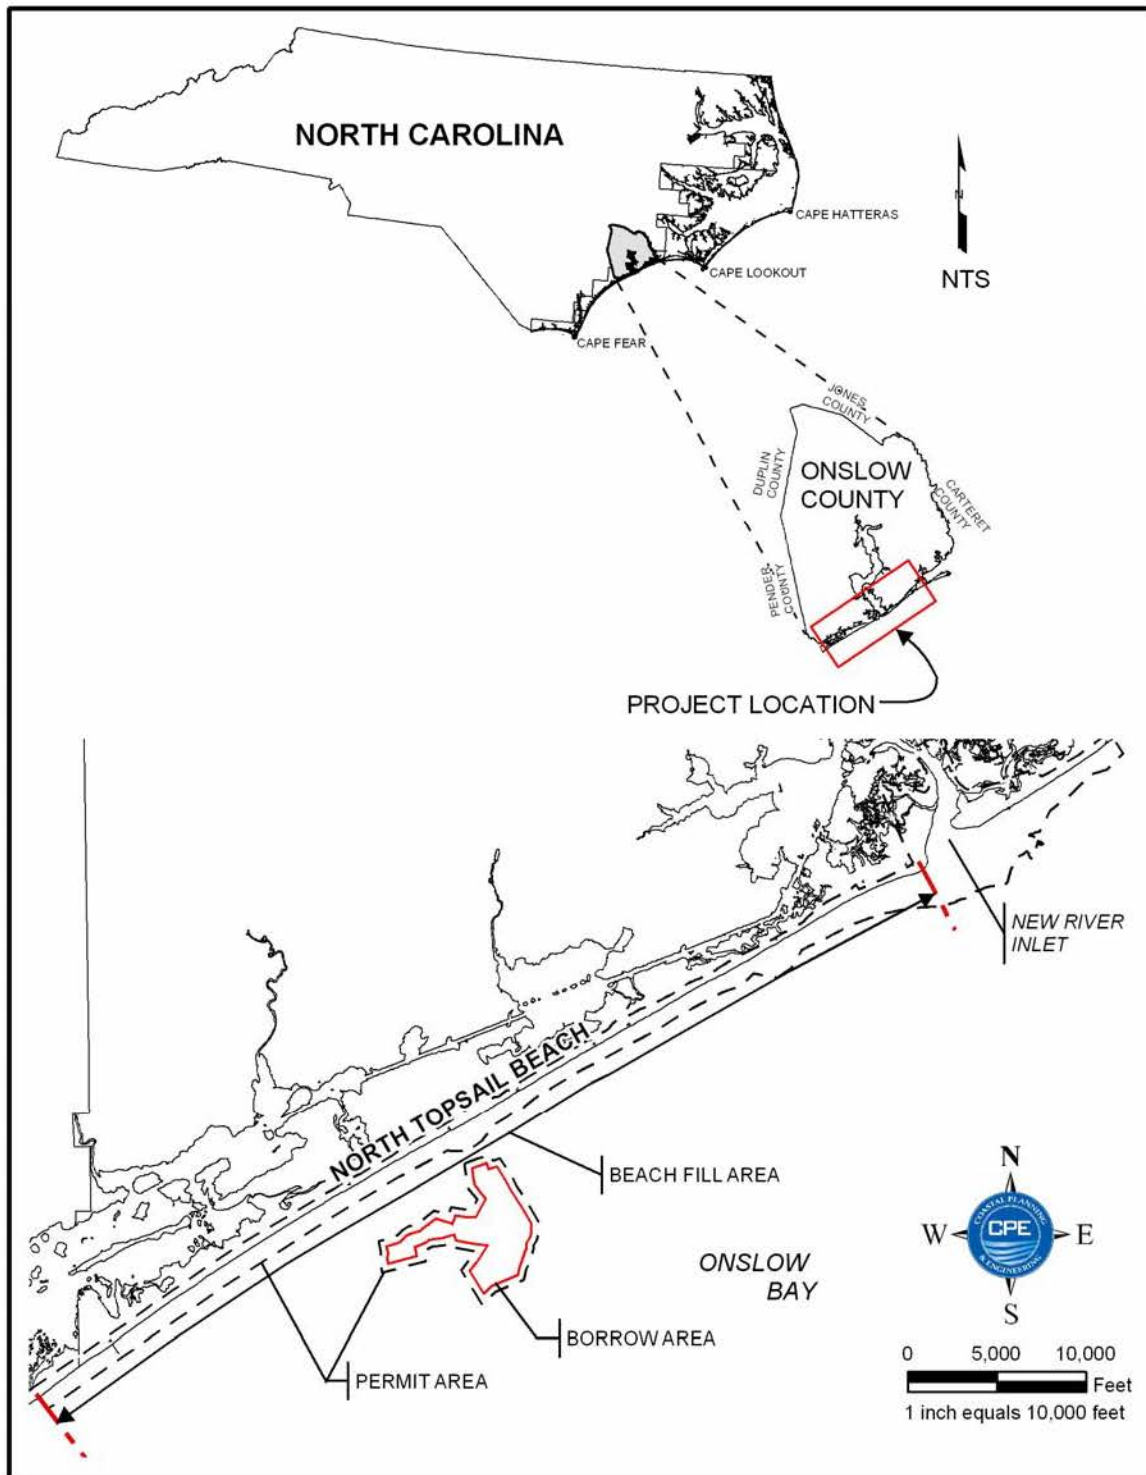 NORTH CAROLINA
CAPE HATTERAS
N
NTS
CAPE LOOKOUT
CAPE FEAR
JONES
COUNTY
DUPLIN
COUNTY
ONSLOW
COUNTY
CARTERET
COUNTY
PENDER
COUNTY
PROJECT LOCATION
NEW RIVER
INLET
NORTH TOPSAIL BEACH
BEACH FILL AREA
ONSLOW
BAY
BORROW AREA
PERMIT AREA
N
W
E
S
COASTAL PLANNING
CPE
& ENGINEERING
0 5,000 10,000
Feet
1 inch equals 10,000 feet